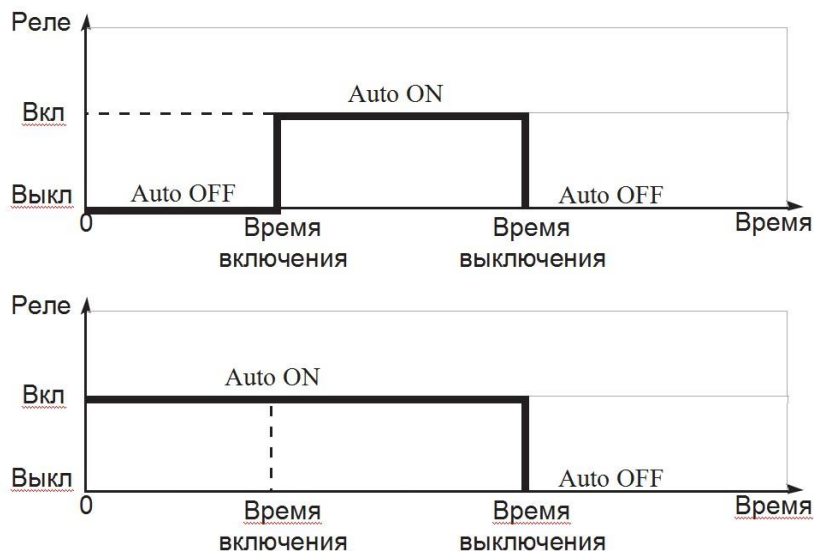 Реле
Auto ON
Вкл
Auto OFF
Выкл
Auto OFF
0
Время
включения
Время
выключения
Время
Реле
Auto ON
Вкл
Выкл
Auto OFF
0
Время
включения
Время
выключения
Время